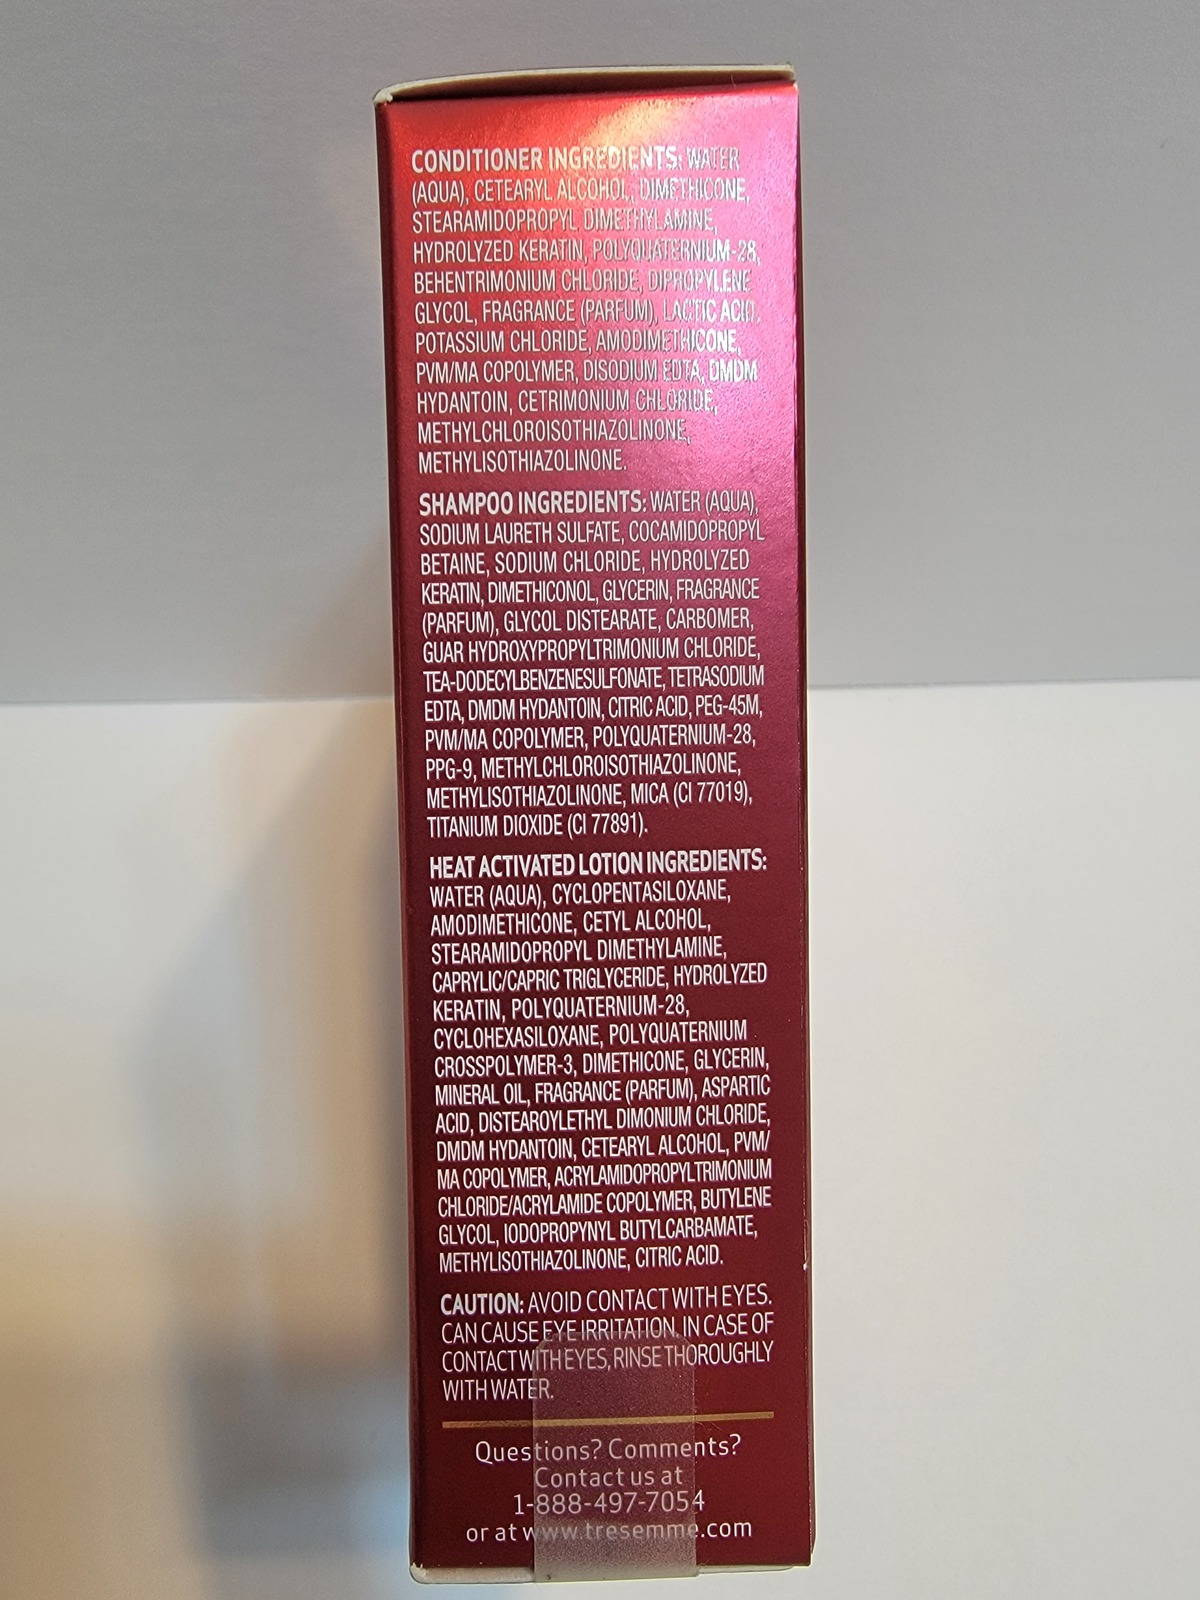 CONDITIONER INGREDIENTS: WATER
(AQUA), CETEARYL ALCOHOL, DIMETHICONE,
STEARAMIDOPROPYL DIMETHYLAMINE,
HYDROLYZED KERATIN, POLYQUATERNIUM-28,
BEHENTRIMONIUM CHLORIDE, DIPROPYLENE
GLYCOL, FRAGRANCE (PARFUM), LACTIC ACID,
POTASSIUM CHLORIDE, AMODIMETHICONE,
PVM/MA COPOLYMER, DISODIUM EDTA, DMDM
HYDANTOIN, CETRIMONIUM CHLORIDE,
METHYLCHLOROISOTHIAZOLINONE,
METHYLISOTHIAZOLINONE.
SHAMPOO INGREDIENTS: WATER (AQUA),
SODIUM LAURETH SULFATE, COCAMIDOPROPYL
BETAINE, SODIUM CHLORIDE, HYDROLYZED
KERATIN, DIMETHICONOL, GLYCERIN, FRAGRANCE
(PARFUM), GLYCOL DISTEARATE, CARBOMER,
GUAR HYDROXYPROPYLTRIMONIUM CHLORIDE,
TEA-DODECYLBENZENESULFONATE, TETRASODIUM
EDTA, DMDM HYDANTOIN, CITRIC ACID, PEG-45M,
PVM/MA COPOLYMER, POLYQUATERNIUM-28,
PPG-9, METHYLCHLOROISOTHIAZOLINONE,
METHYLISOTHIAZOLINONE, MICA (CI 77019),
TITANIUM DIOXIDE (CI 77891).
HEAT ACTIVATED LOTION INGREDIENTS:
WATER (AQUA), CYCLOPENTASILOXANE,
AMODIMETHICONE, CETYL ALCOHOL,
STEARAMIDOPROPYL DIMETHYLAMINE,
CAPRYLIC/CAPRIC TRIGLYCERIDE, HYDROLYZED
KERATIN, POLYQUATERNIUM-28,
CYCLOHEXASILOXANE, POLYQUATERNIUM
CROSSPOLYMER-3, DIMETHICONE, GLYCERIN,
MINERAL OIL, FRAGRANCE (PARFUM), ASPARTIC
ACID, DISTEAROYLETHYL DIMONIUM CHLORIDE,
DMDM HYDANTOIN, CETEARYL ALCOHOL, PVM/
MA COPOLYMER, ACRYLAMIDOPROPYLTRIMONIUM
CHLORIDE/ACRYLAMIDE COPOLYMER, BUTYLENE
GLYCOL, IODOPROPYNYL BUTYLCARBAMATE,
METHYLISOTHIAZOLINONE, CITRIC ACID.
CAUTION: AVOID CONTACT WITH EYES.
CAN CAUSE EYE IRRITATION. IN CASE OF
CONTACT WITH EYES, RINSE THOROUGHLY
WITH WATER.
Questions? Comments?
Contact us at
1-888-497-7054
or at www.tresemme.com